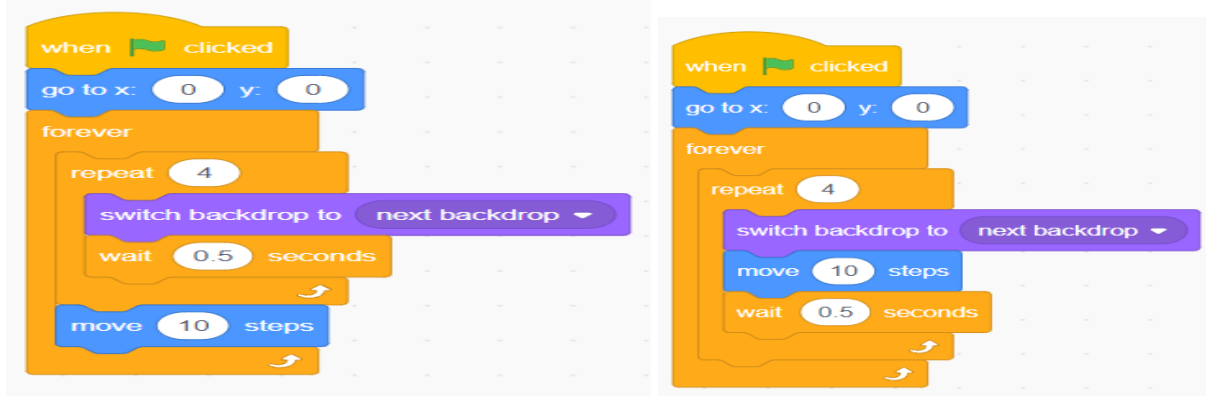 when clicked
go to x: 0 y: 0
forever
repeat 4
switch backdrop to next backdrop
wait 0.5 seconds
move 10 steps
when clicked
go to x: 0 y: 0
forever
repeat 4
switch backdrop to next backdrop
move 10 steps
wait 0.5 seconds